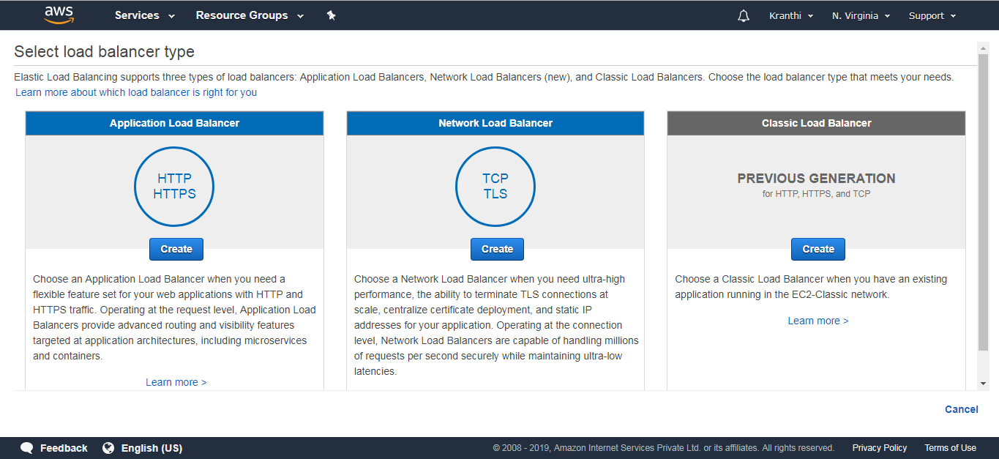 aws
Services
Resource Groups
Kranthi
N. Virginia
Support
Select load balancer type
Elastic Load Balancing supports three types of load balancers: Application Load Balancers, Network Load Balancers (new), and Classic Load Balancers. Choose the load balancer type that meets your needs.
Learn more about which load balancer is right for you
Application Load Balancer
HTTP
HTTPS
Create
Choose an Application Load Balancer when you need a
flexible feature set for your web applications with HTTP and
HTTPS traffic. Operating at the request level, Application Load
Balancers provide advanced routing and visibility features
targeted at application architectures, including microservices
and containers.
Learn more >
Network Load Balancer
TCP
TLS
Create
Choose a Network Load Balancer when you need ultra-high
performance, the ability to terminate TLS connections at
scale, centralize certificate deployment, and static IP
addresses for your application. Operating at the connection
level, Network Load Balancers are capable of handling millions
of requests per second securely while maintaining ultra-low
latencies.
Classic Load Balancer
PREVIOUS GENERATION
for HTTP, HTTPS, and TCP
Create
Choose a Classic Load Balancer when you have an existing
application running in the EC2-Classic network.
Learn more >
Cancel
Feedback
English (US)
© 2008 - 2019, Amazon Internet Services Private Ltd. or its affiliates. All rights reserved.
Privacy Policy
Terms of Use